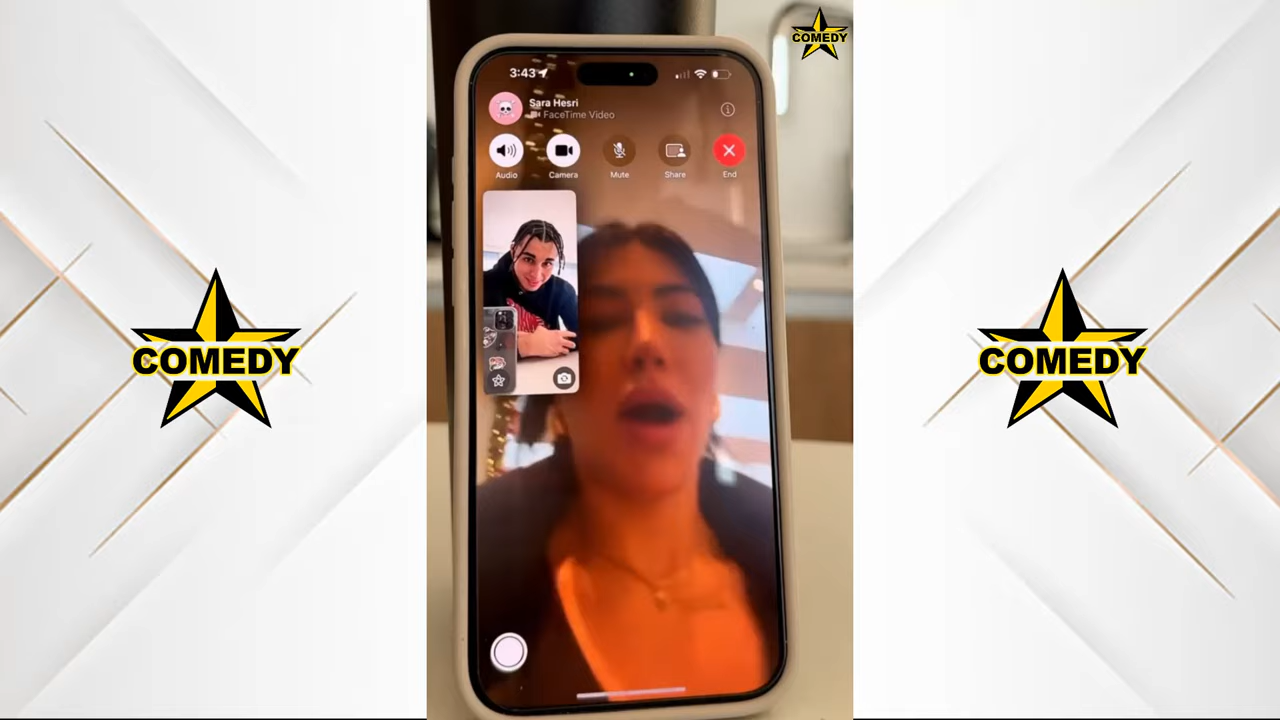 COMEDY
3:43
Sara Hesri
FaceTime Video
Audio
Camera
Mute
Share
End
COMEDY
COMEDY